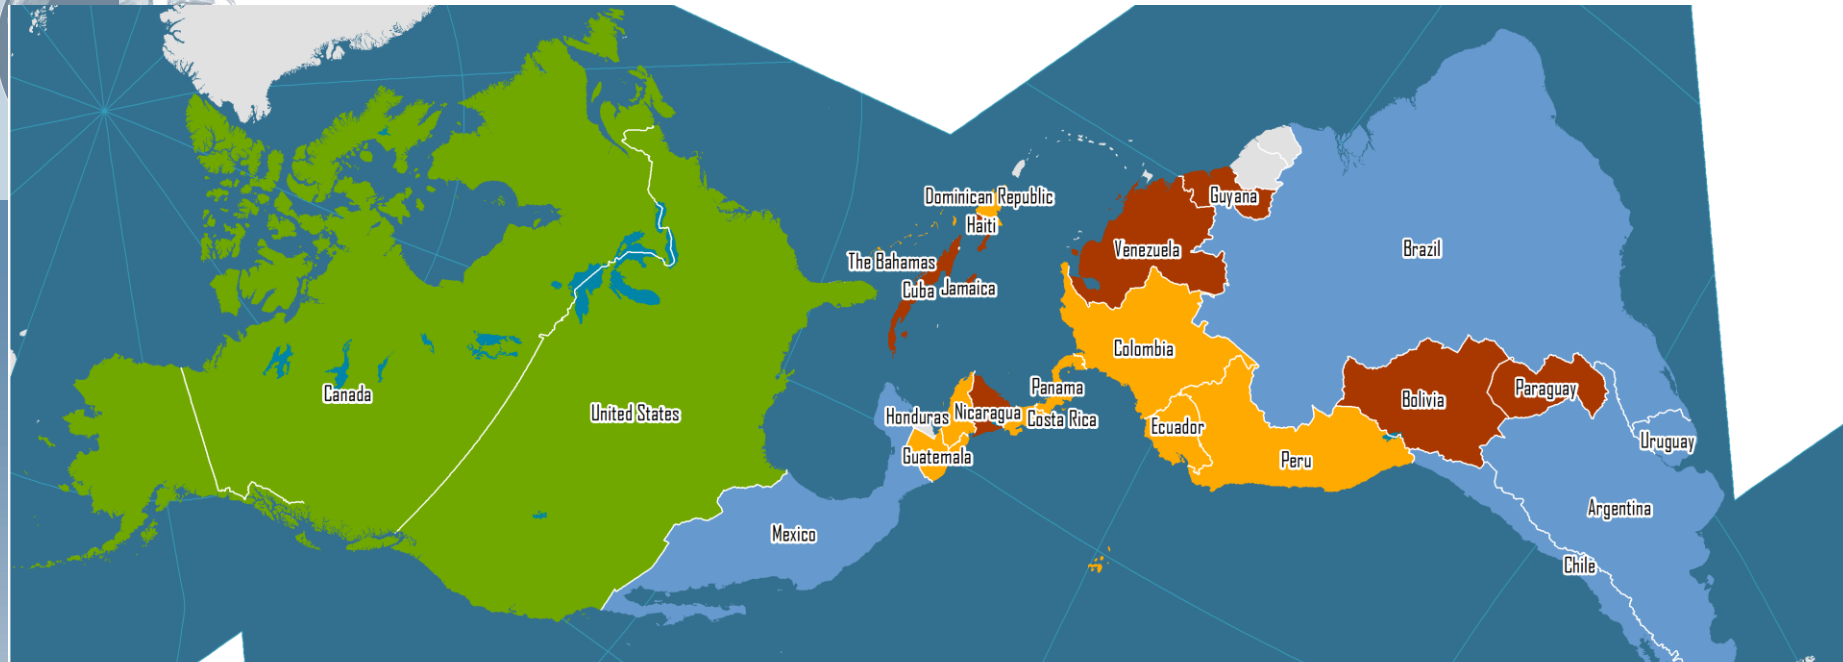 Dominican Republic
Guyana
Haiti
Venezuela
Brazil
The Bahamas
Cuba
Jamaica
Colombia
Panama
Canada
Bolivia
Paraguay
United States
Honduras
Nicaragua
Costa Rica
Ecuador
Uruguay
Guatemala
Peru
Argentina
Mexico
Chile